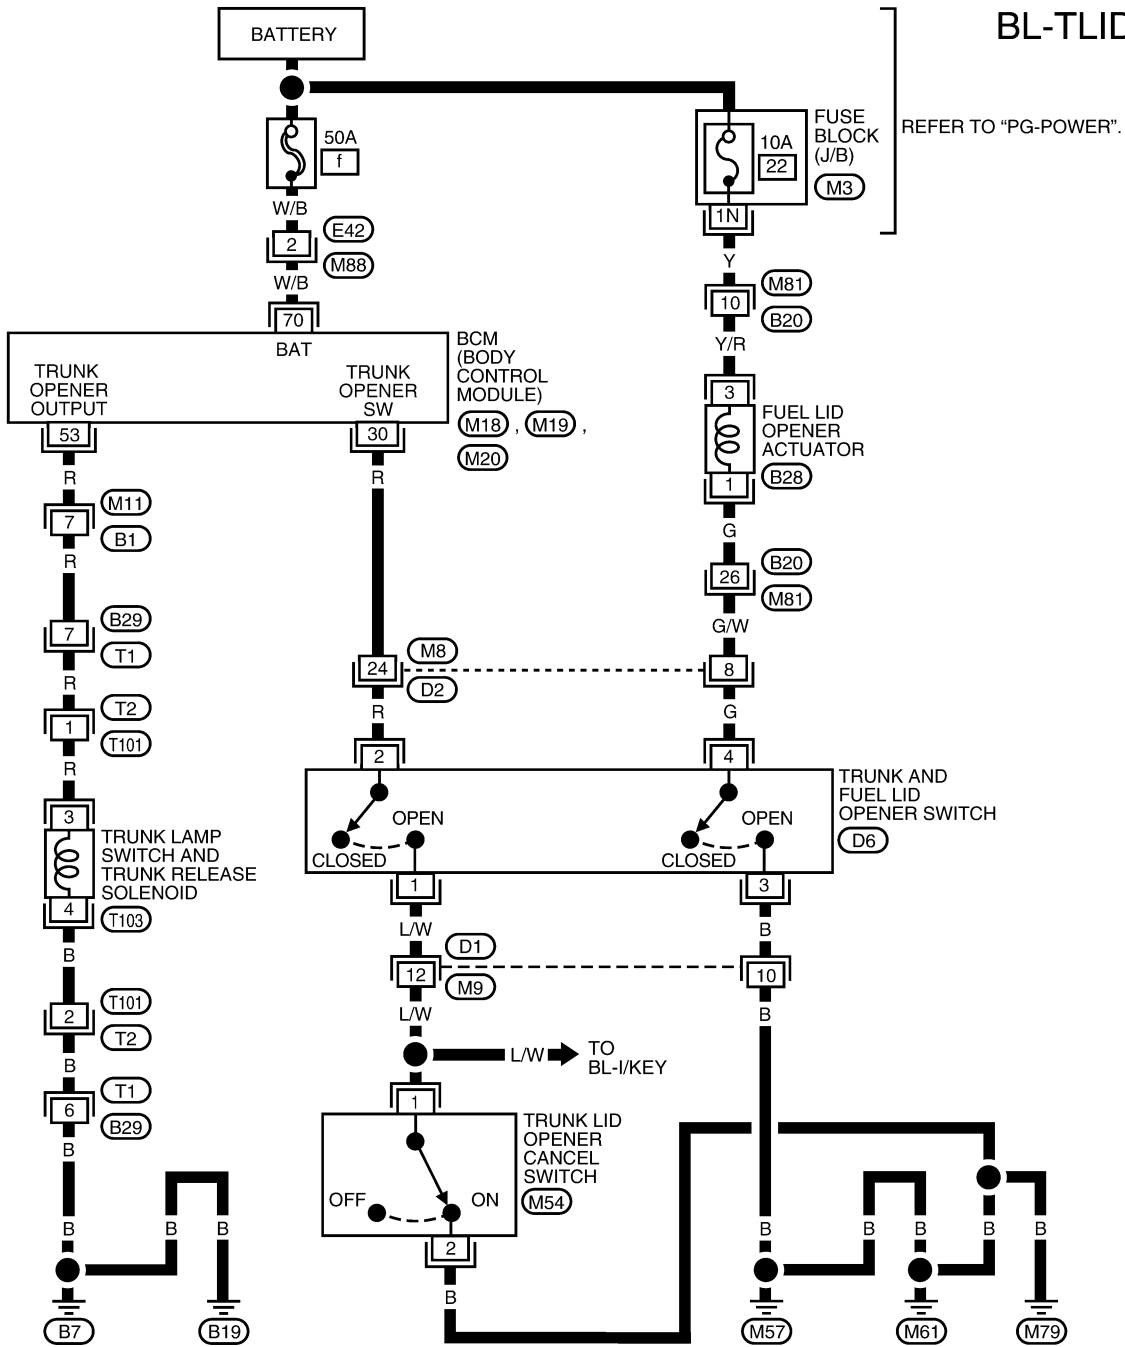 BL-TLID
BATTERY
REFER TO “PG-POWER”.
50A
f
FUSE
BLOCK
(J/B)
10A
22
M3
1N
W/B
2
E42
M88
W/B
70
Y
10
M81
B20
Y/R
BAT
TRUNK
OPENER
OUTPUT
TRUNK
OPENER
SW
BCM
(BODY
CONTROL
MODULE)
M18 , M19 ,
M20
53
30
3
FUEL LID
OPENER
ACTUATOR
B28
1
R
R
M11
7
B1
R
G
26
B20
M81
G/W
B29
7
T1
R
24
M8
D2
8
R
G
T2
1
T101
R
2
4
TRUNK AND
FUEL LID
OPENER SWITCH
D6
OPEN
CLOSED
OPEN
CLOSED
3
TRUNK LAMP
SWITCH AND
TRUNK RELEASE
SOLENOID
4
T103
1
3
B
L/W
B
D1
12
M9
10
T101
2
T2
L/W
B
B
L/W
TO
BL-I/KEY
T1
6
B29
B
1
TRUNK LID
OPENER
CANCEL
SWITCH
M54
OFF
ON
2
B
B
B
B
B
B
B
B
B
B7
B19
M57
M61
M79